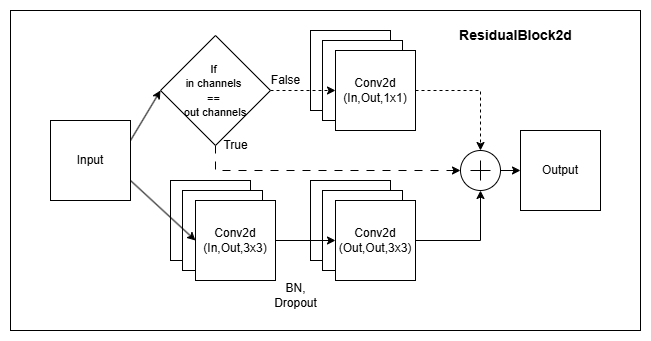 ResidualBlock2d
If
in channels
==
out channels
False
True
Conv2d
(In,Out,1x1)
Input
Output
Conv2d
(In,Out,3x3)
Conv2d
(Out,Out,3x3)
BN,
Dropout